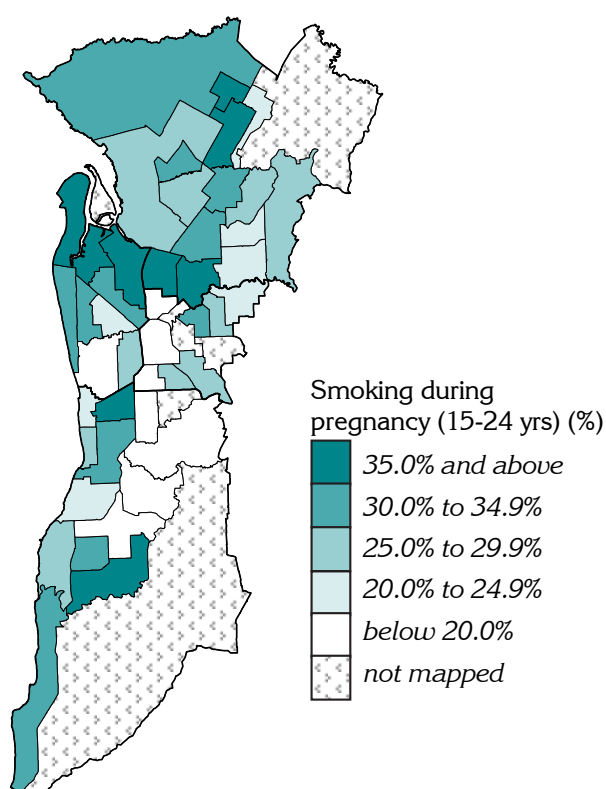 Smoking during
pregnancy (15-24 yrs) (%)
35.0% and above
30.0% to 34.9%
25.0% to 29.9%
20.0% to 24.9%
below 20.0%
not mapped